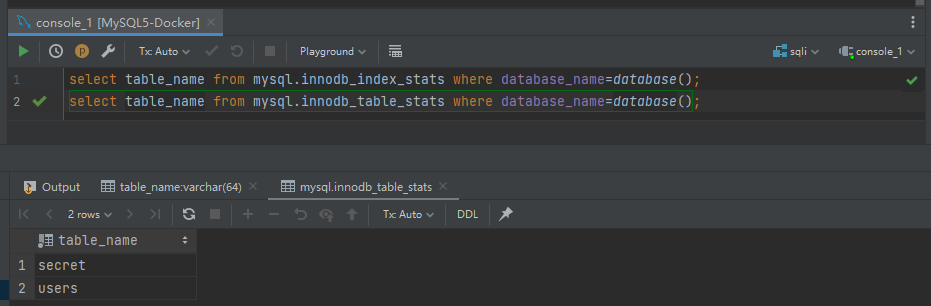 console_1 [MySQL5-Docker]
Tx: Auto
Playground
sqli
console_1
1 select table_name from mysql.innodb_index_stats where database_name=database();
2 select table_name from mysql.innodb_table_stats where database_name=database();
Output
table_name:varchar(64)
mysql.innodb_table_stats
2 rows
Tx: Auto
DDL
table_name
1 secret
2 users